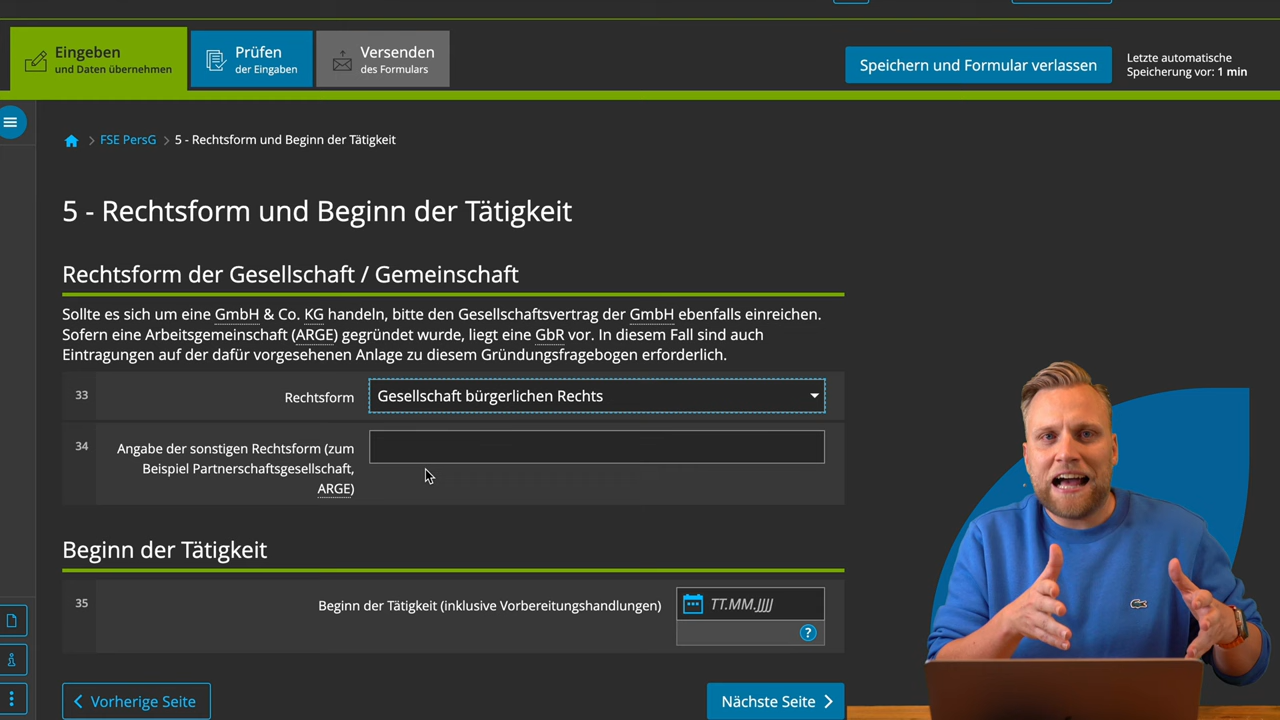 Eingeben
und Daten übernehmen
Prüfen
der Eingaben
Versenden
des Formulars
Speichern und Formular verlassen
Letzte automatische
Speicherung vor: 1 min
FSE PersG
5 - Rechtsform und Beginn der Tätigkeit
5 - Rechtsform und Beginn der Tätigkeit
Rechtsform der Gesellschaft / Gemeinschaft
Sollte es sich um eine GmbH & Co. KG handeln, bitte den Gesellschaftsvertrag der GmbH ebenfalls einreichen.
Sofern eine Arbeitsgemeinschaft (ARGE) gegründet wurde, liegt eine GbR vor. In diesem Fall sind auch
Eintragungen auf der dafür vorgesehenen Anlage zu diesem Gründungsfragebogen erforderlich.
33
Rechtsform
Gesellschaft bürgerlichen Rechts
34
Angabe der sonstigen Rechtsform (zum
Beispiel Partnerschaftsgesellschaft,
ARGE)
Beginn der Tätigkeit
35
Beginn der Tätigkeit (inklusive Vorbereitungshandlungen)
TT.MM.JJJJ
?
Vorherige Seite
Nächste Seite